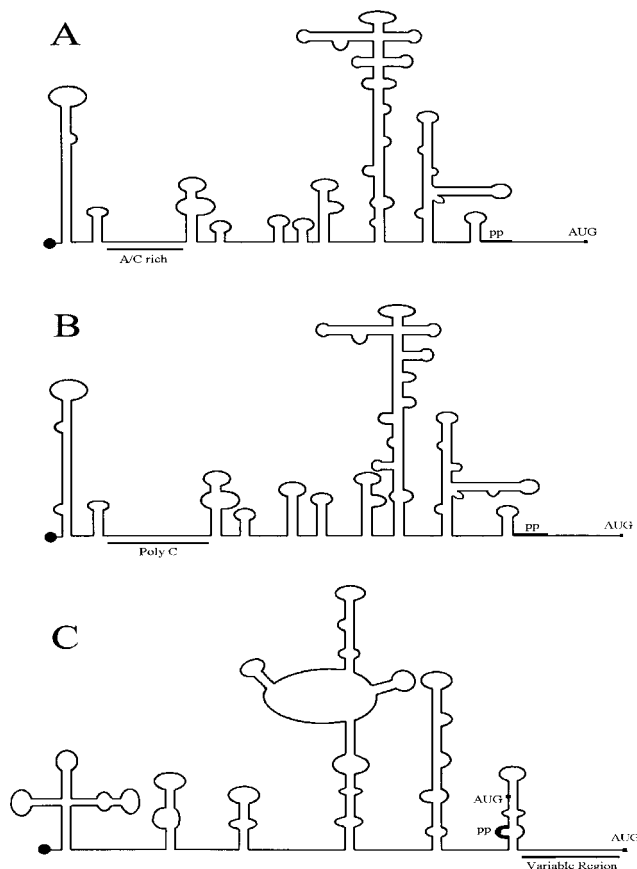 A
pp
AUG
A/C rich
B
pp
AUG
Poly C
C
AUG
pp
AUG
Variable Region